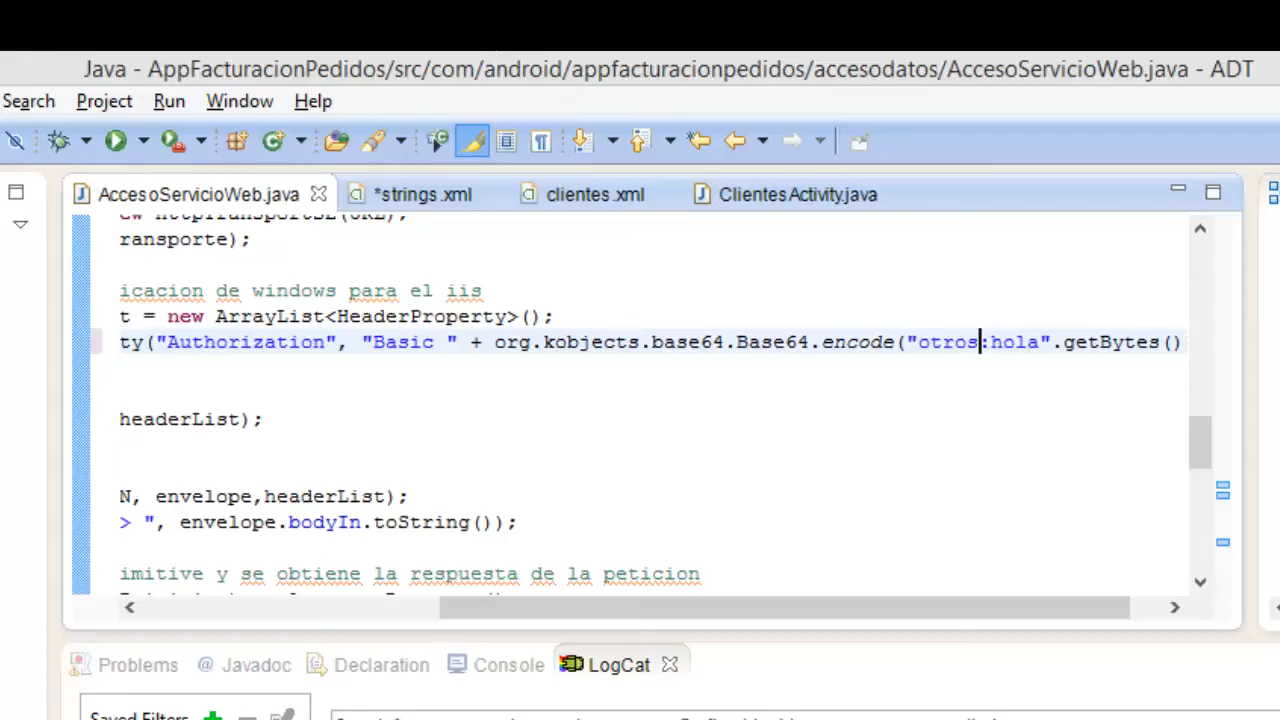 Java - AppFacturacionPedidos/src/com/android/appfacturacionpedidos/accesodatos/AccesoServicioWeb.java - ADT
Search Project Run Window Help
AccesoServicioWeb.java *strings.xml clientes.xml ClientesActivity.java
ransporte);
icacion de windows para el iis
t = new ArrayList<HeaderProperty>();
ty("Authorization", "Basic " + org.kobjects.base64.Base64.encode("otros:hola".getBytes()
headerList);
N, envelope,headerList);
> ", envelope.bodyIn.toString());
imitive y se obtiene la respuesta de la peticion
Problems @ Javadoc Declaration Console LogCat
Saved Filters